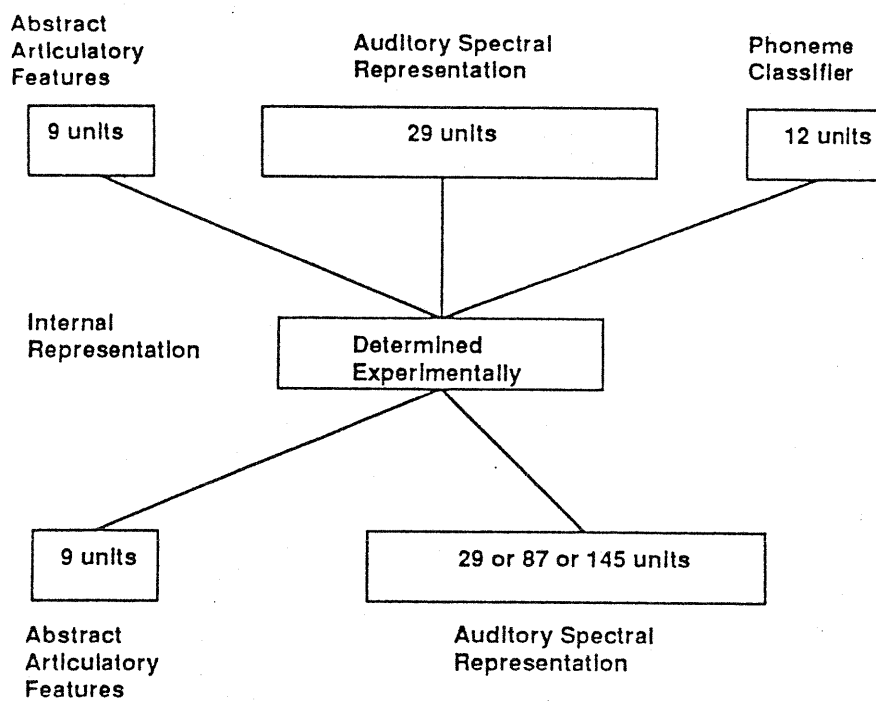 Abstract
Articulatory
Features
Auditory Spectral
Representation
Phoneme
Classifier
9 units
29 units
12 units
Internal
Representation
Determined
Experimentally
9 units
29 or 87 or 145 units
Abstract
Articulatory
Features
Auditory Spectral
Representation